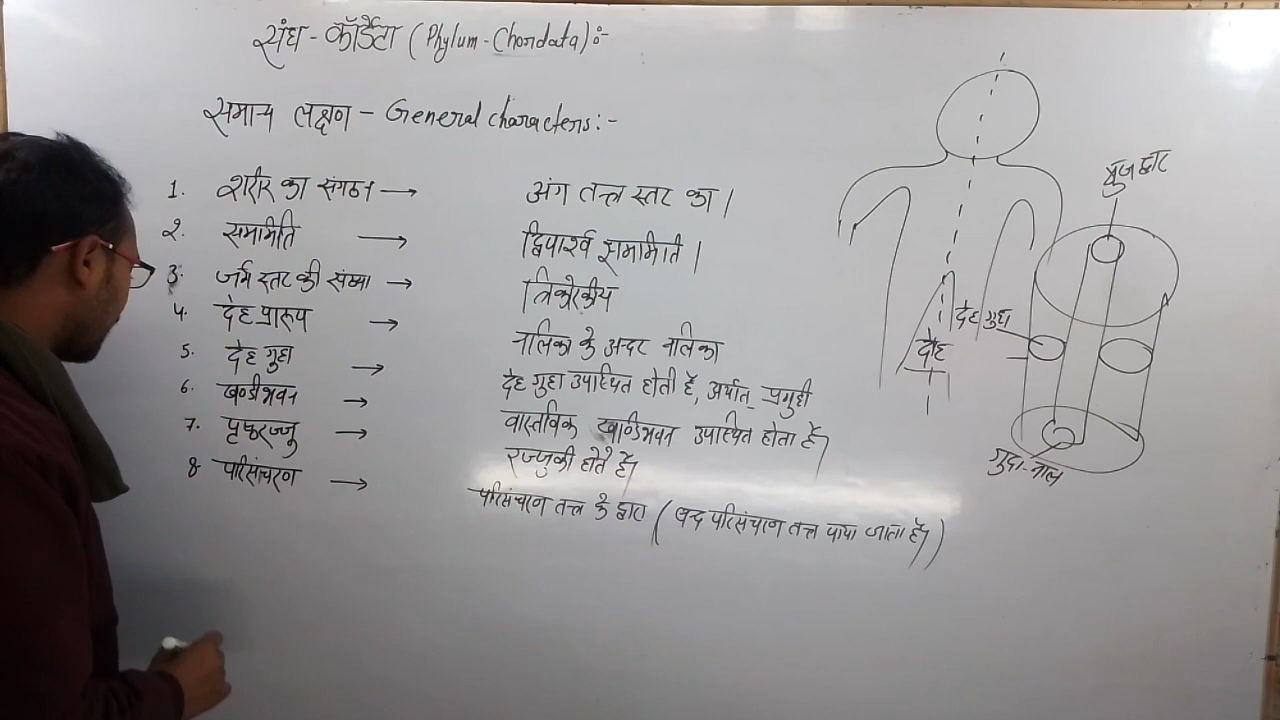 संघ - कॉर्डेटा (Phylum - Chordata) :-
समान्य लक्षण - General characters :-
1. शरीर का संगठन → अंग तन्त्र स्तर का |
2. सममिति → द्विपार्श्व सममिति |
3. जर्म स्तर की संख्या → त्रिकोरकीय
4. देह प्रारूप → नलिका के अन्दर नलिका
5. देह गुहा → देह गुहा उपस्थित होती हैं, अर्थात् प्रगुही
6. खण्डीभवन → वास्तविक खण्डिभवन उपस्थित होता हैं
7. पृष्ठरज्जु → रज्जुकी होते हैं
8 परिसंचरण → परिसंचरण तन्त्र के द्वारा (बन्द परिसंचरण तन्त्र पाया जाता हैं)
द्वार
देह गुहा
गुदा-नाल